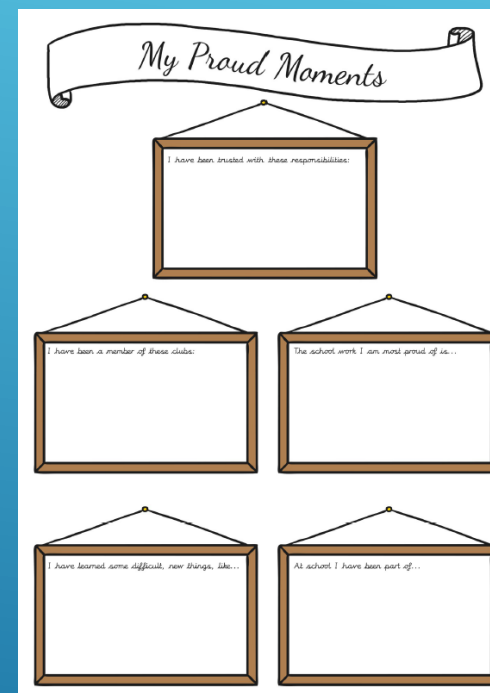 My Proud Moments
I have been trusted with these responsibilities:
I have been a member of these clubs:
The school work I am most proud of is...
I have learned some difficult, new things, like...
At school I have been part of...